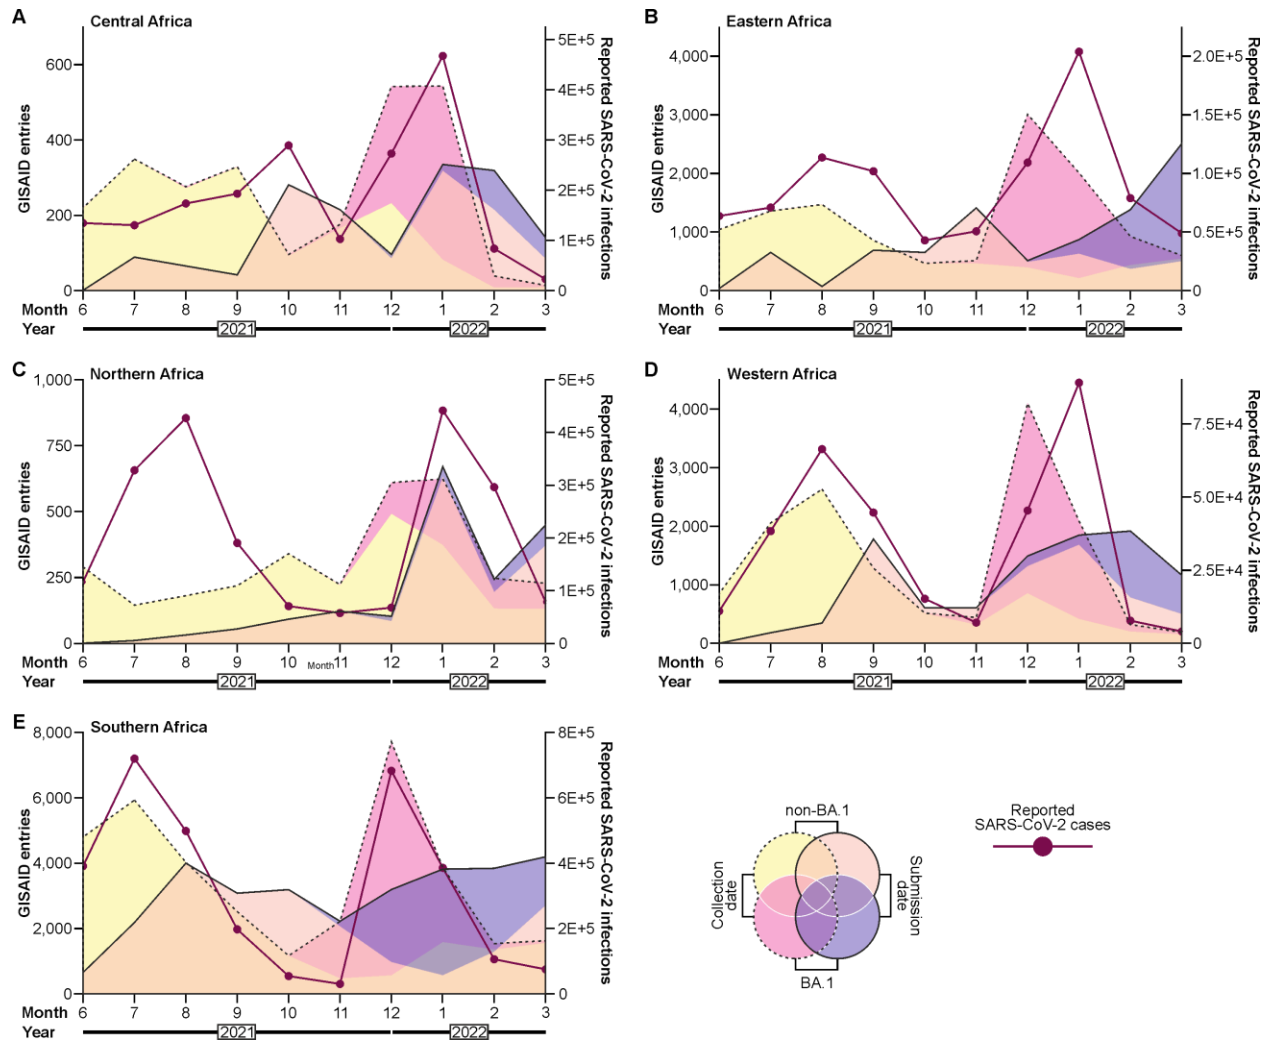 A Central Africa
GISAID entries
600
400
200
0
5E+5
4E+5
3E+5
2E+5
1E+5
0
Reported SARS-CoV-2 infections
Month 6 7 8 9 10 11 12 1 2 3
Year 2021 2022
B Eastern Africa
GISAID entries
4,000
3,000
2,000
1,000
0
2.0E+5
1.5E+5
1.0E+5
0.5E+5
0
Reported SARS-CoV-2 infections
Month 6 7 8 9 10 11 12 1 2 3
Year 2021 2022
C Northern Africa
GISAID entries
1,000
750
500
250
0
5E+5
4E+5
3E+5
2E+5
1E+5
0
Reported SARS-CoV-2 infections
Month 6 7 8 9 10 Month 11 12 1 2 3
Year 2021 2022
D Western Africa
GISAID entries
4,000
3,000
2,000
1,000
0
7.5E+4
5.0E+4
2.5E+4
0
Reported SARS-CoV-2 infections
Month 6 7 8 9 10 11 12 1 2 3
Year 2021 2022
E Southern Africa
GISAID entries
8,000
6,000
4,000
2,000
0
8E+5
6E+5
4E+5
2E+5
0
Reported SARS-CoV-2 infections
Month 6 7 8 9 10 11 12 1 2 3
Year 2021 2022
non-BA.1
Collection
date
Submission
date
BA.1
Reported
SARS-CoV-2 cases